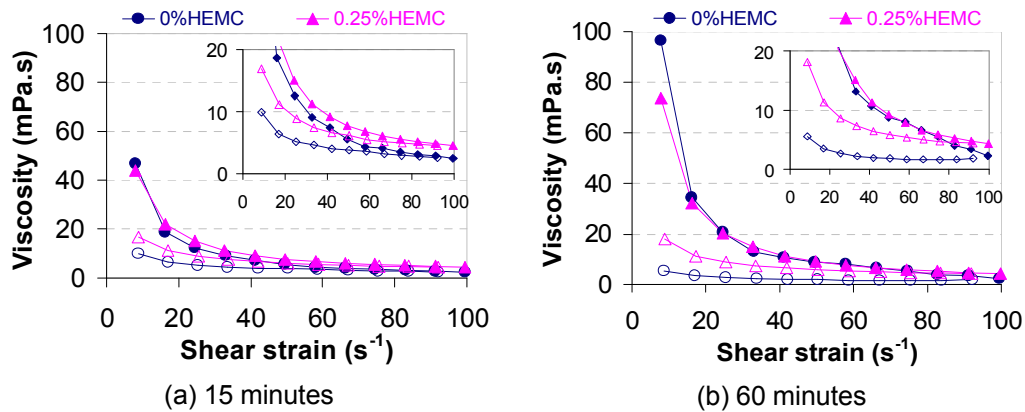 0%HEMC 0.25%HEMC
Viscosity (mPa.s)
100
80
60
40
20
0
20
10
0
0 20 40 60 80 100
0 20 40 60 80 100
Shear strain (s⁻¹)
(a) 15 minutes
0%HEMC 0.25%HEMC
Viscosity (mPa.s)
100
80
60
40
20
0
20
10
0
0 20 40 60 80 100
0 20 40 60 80 100
Shear strain (s⁻¹)
(b) 60 minutes